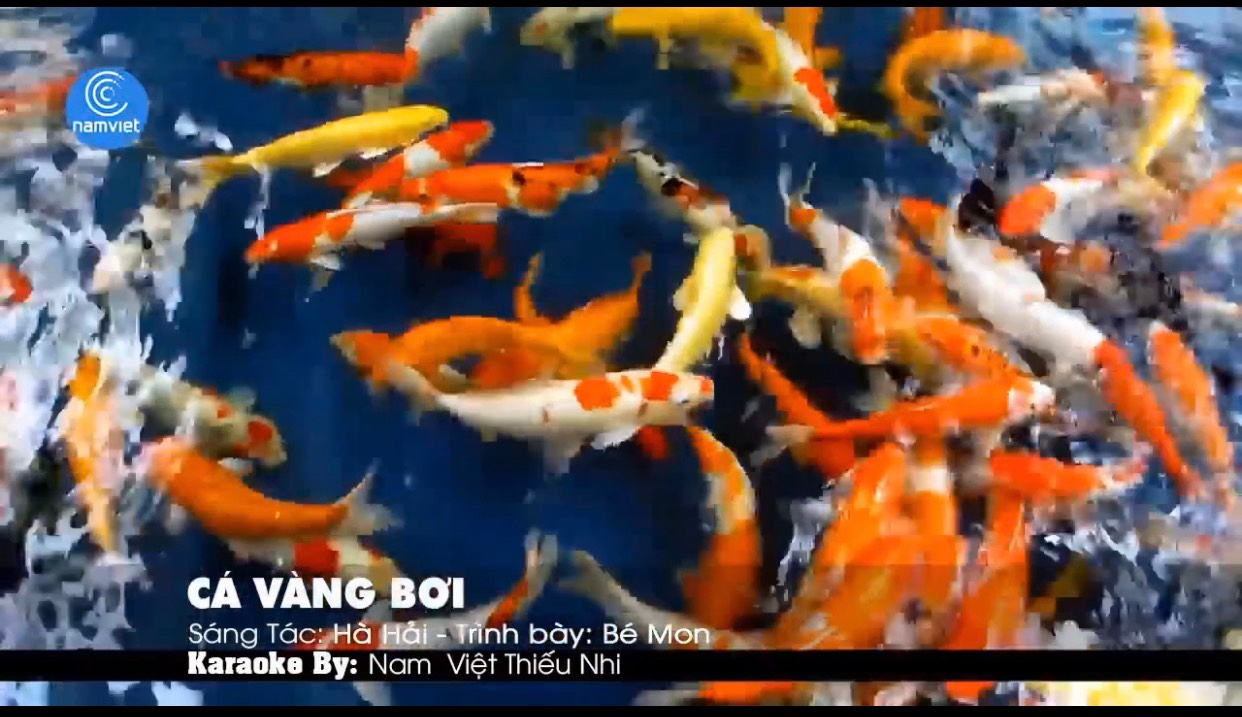 namviet
CÁ VÀNG BƠI
Sáng Tác: Hà Hải - Trình bày: Bé Mon
Karaoke By: Nam Việt Thiếu Nhi